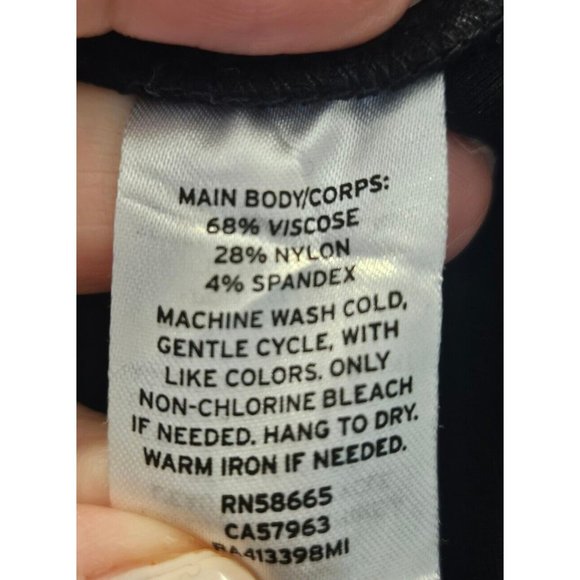 MAIN BODY/CORPS:
68% VISCOSE
28% NYLON
4% SPANDEX
MACHINE WASH COLD,
GENTLE CYCLE, WITH
LIKE COLORS. ONLY
NON-CHLORINE BLEACH
IF NEEDED. HANG TO DRY.
WARM IRON IF NEEDED.
RN58665
CA57963